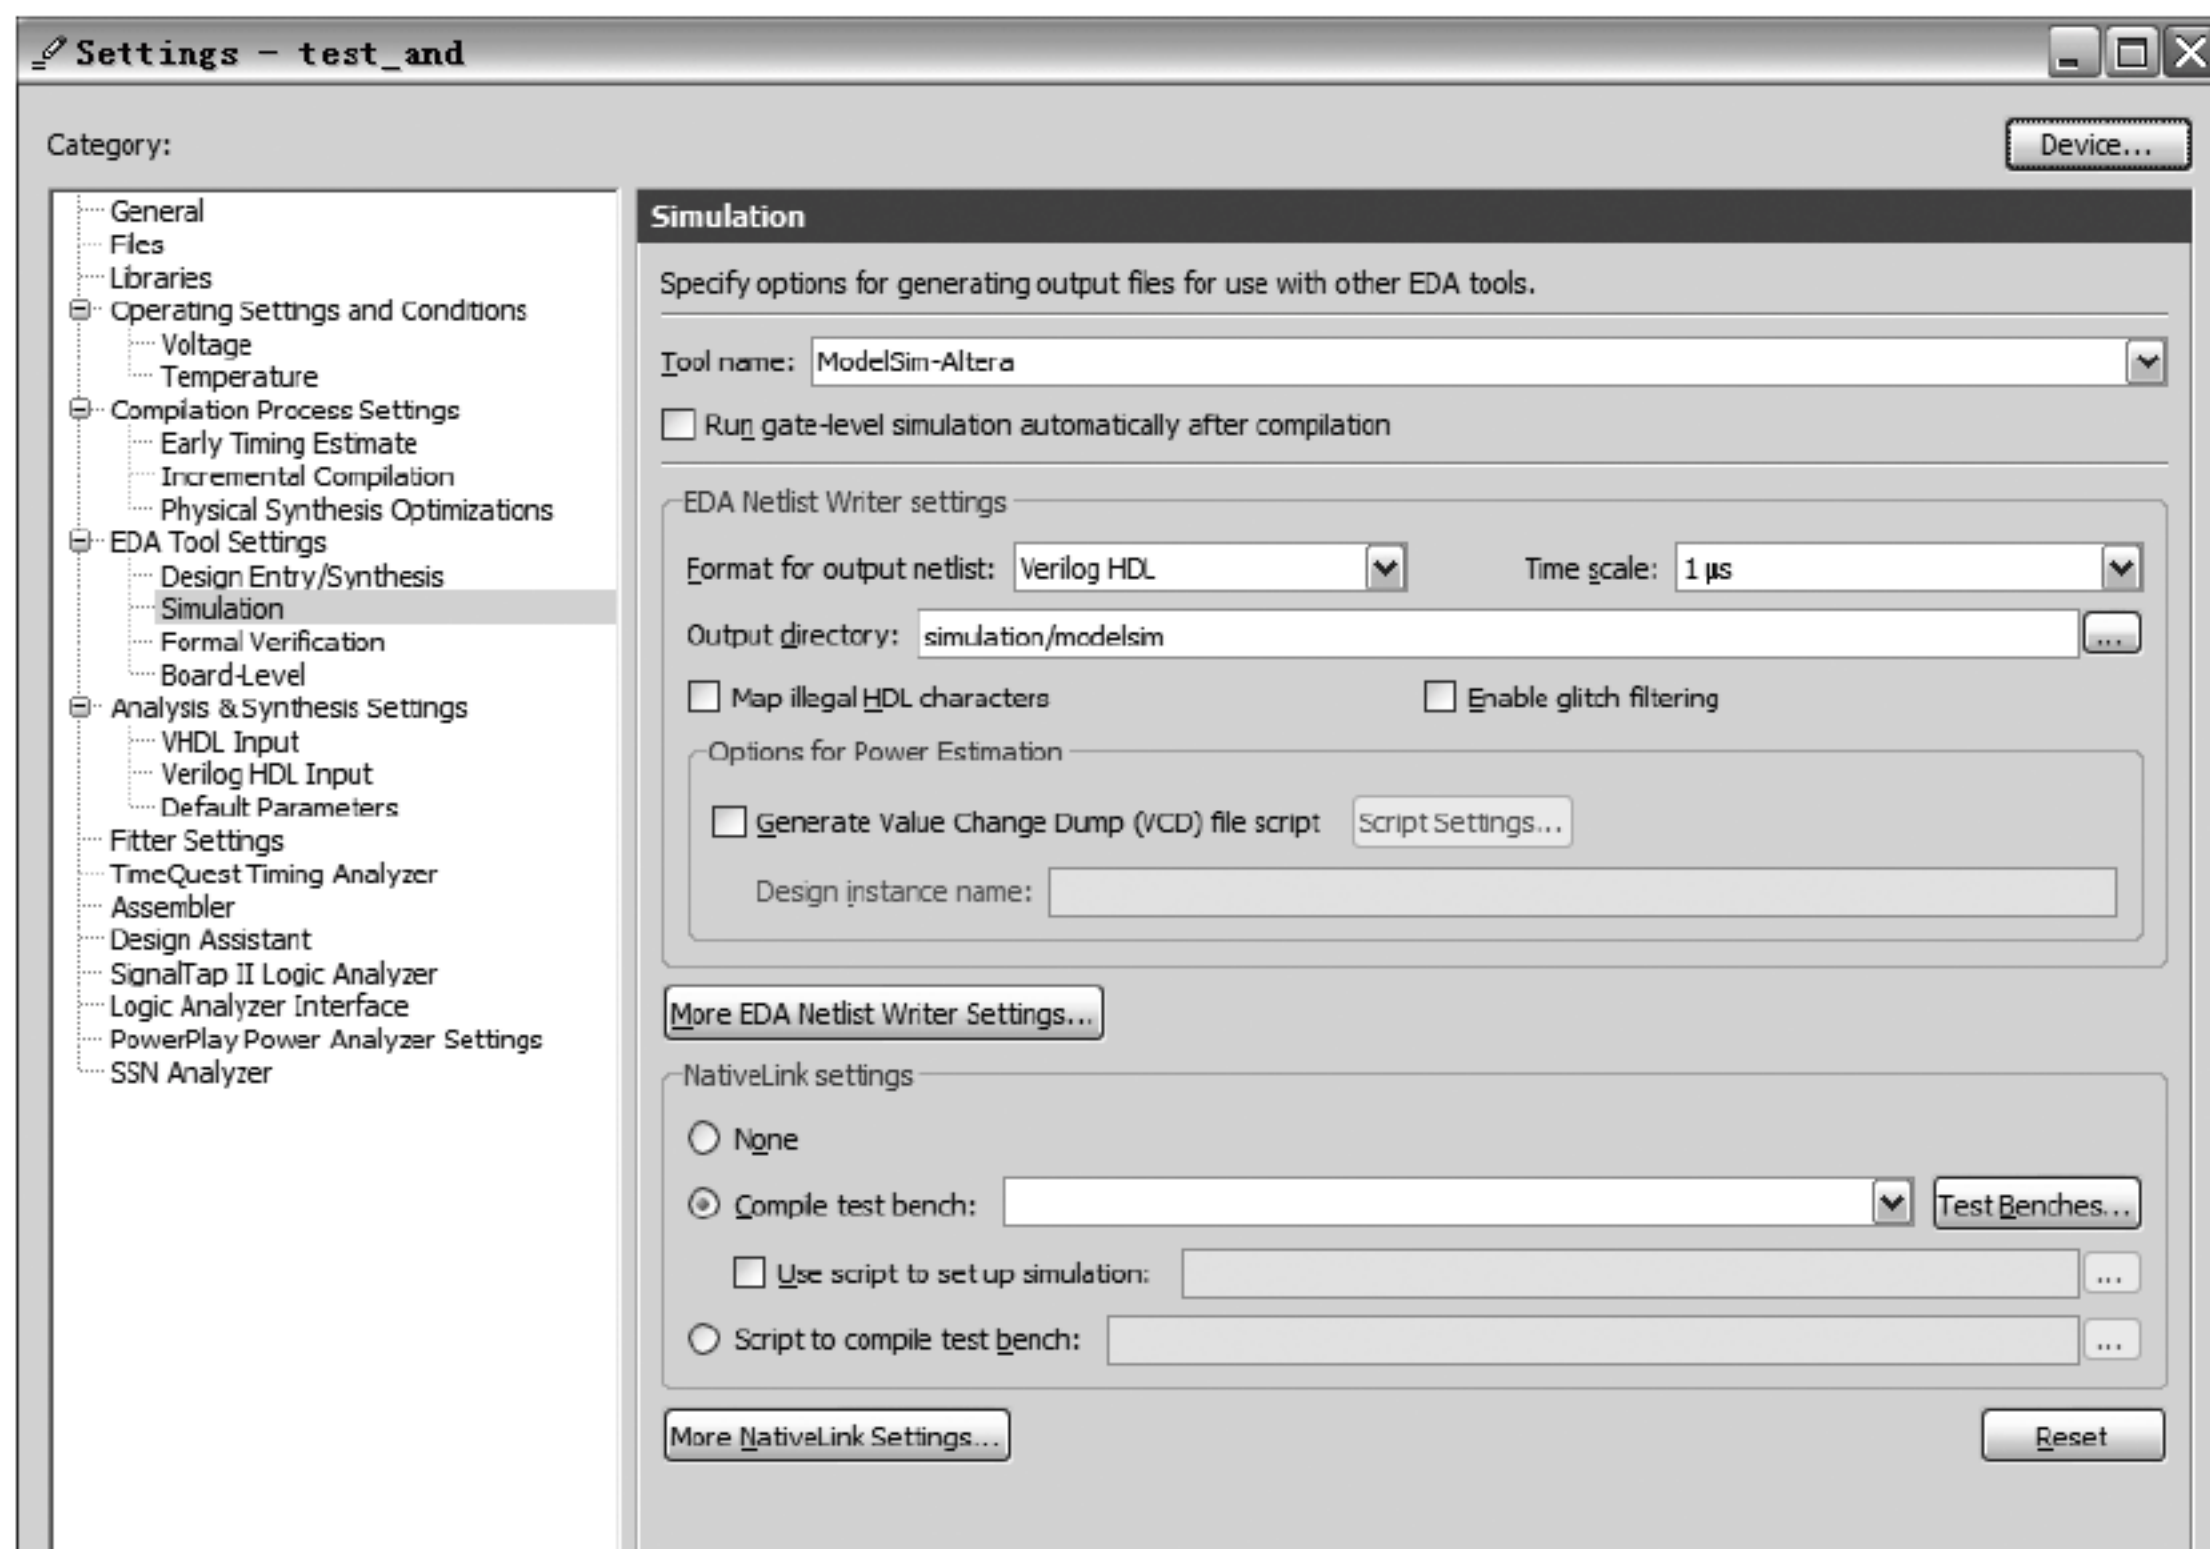 Settings - test_and
Category:
Device...
General
Files
Libraries
Operating Settings and Conditions
Voltage
Temperature
Compilation Process Settings
Early Timing Estimate
Incremental Compilation
Physical Synthesis Optimizations
EDA Tool Settings
Design Entry/Synthesis
Simulation
Formal Verification
Board-Level
Analysis & Synthesis Settings
VHDL Input
Verilog HDL Input
Default Parameters
Fitter Settings
TimeQuest Timing Analyzer
Assembler
Design Assistant
SignalTap II Logic Analyzer
Logic Analyzer Interface
PowerPlay Power Analyzer Settings
SSN Analyzer
Simulation
Specify options for generating output files for use with other EDA tools.
Tool name: ModelSim-Altera
Run gate-level simulation automatically after compilation
EDA Netlist Writer settings
Format for output netlist: Verilog HDL Time scale: 1 µs
Output directory: simulation/modelsim ...
Map illegal HDL characters Enable glitch filtering
Options for Power Estimation
Generate Value Change Dump (VCD) file script Script Settings...
Design instance name:
More EDA Netlist Writer Settings...
NativeLink settings
None
Compile test bench: Test Benches...
Use script to set up simulation: ...
Script to compile test bench: ...
More NativeLink Settings... Reset